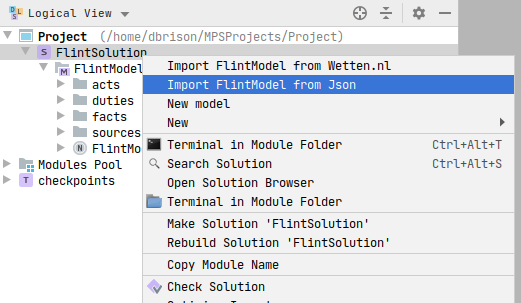 Logical View
Project (/home/dbrison/MPSProjects/Project)
S FlintSolution
M FlintModel
acts
duties
facts
sources
N FlintMo
Modules Pool
T checkpoints
Import FlintModel from Wetten.nl
Import FlintModel from Json
New model
New
Terminal in Module Folder Ctrl+Alt+T
Search Solution Ctrl+Alt+S
Open Solution Browser
Terminal in Module Folder
Make Solution 'FlintSolution'
Rebuild Solution 'FlintSolution'
Copy Module Name
Check Solution